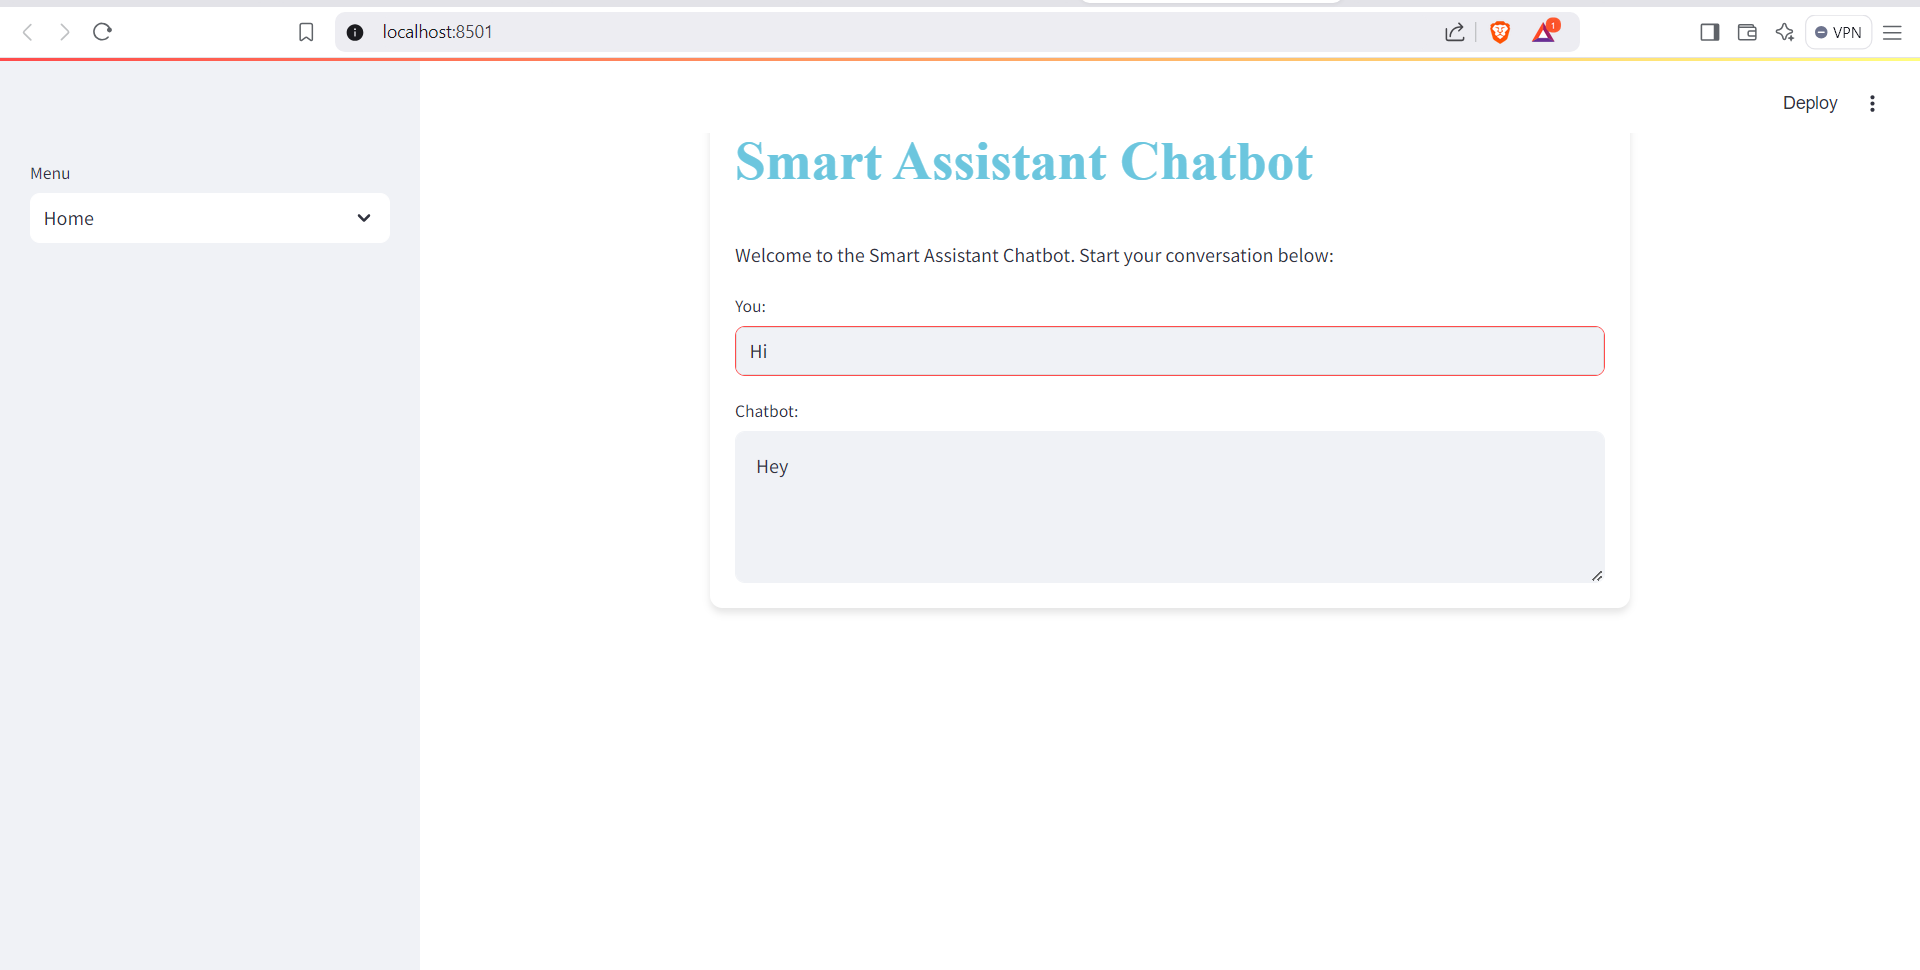 localhost:8501
1
VPN
Deploy
Menu
Home
Smart Assistant Chatbot
Welcome to the Smart Assistant Chatbot. Start your conversation below:
You:
Hi
Chatbot:
Hey